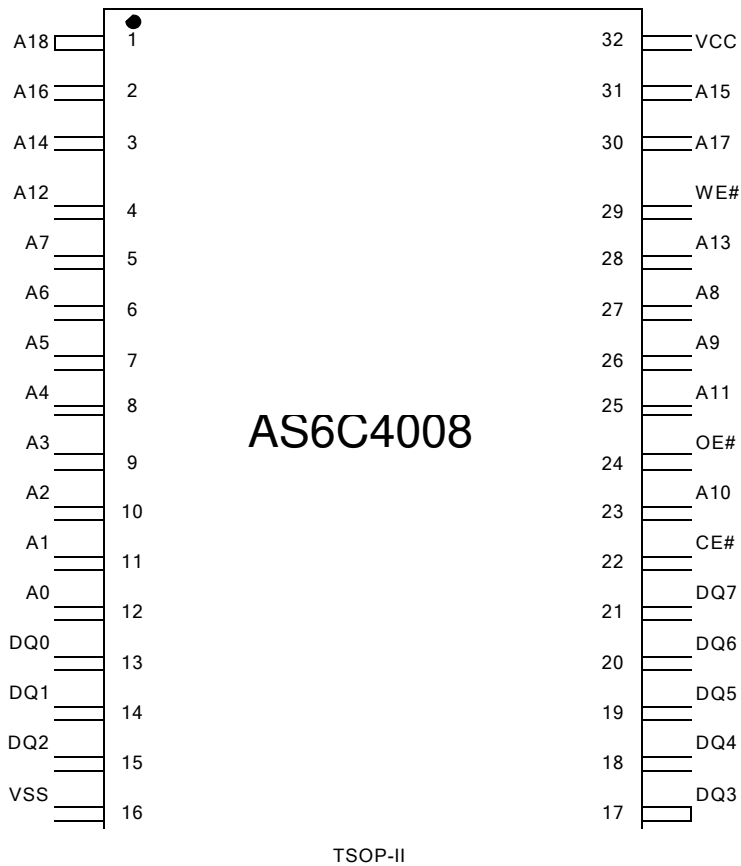 A18 1 32 VCC
A16 2 31 A15
A14 3 30 A17
A12 4 29 WE#
A7 5 28 A13
A6 6 27 A8
A5 7 26 A9
A4 8 25 A11
AS6C4008
A3 9 24 OE#
A2 10 23 A10
A1 11 22 CE#
A0 12 21 DQ7
DQ0 13 20 DQ6
DQ1 14 19 DQ5
DQ2 15 18 DQ4
VSS 16 17 DQ3
TSOP-II